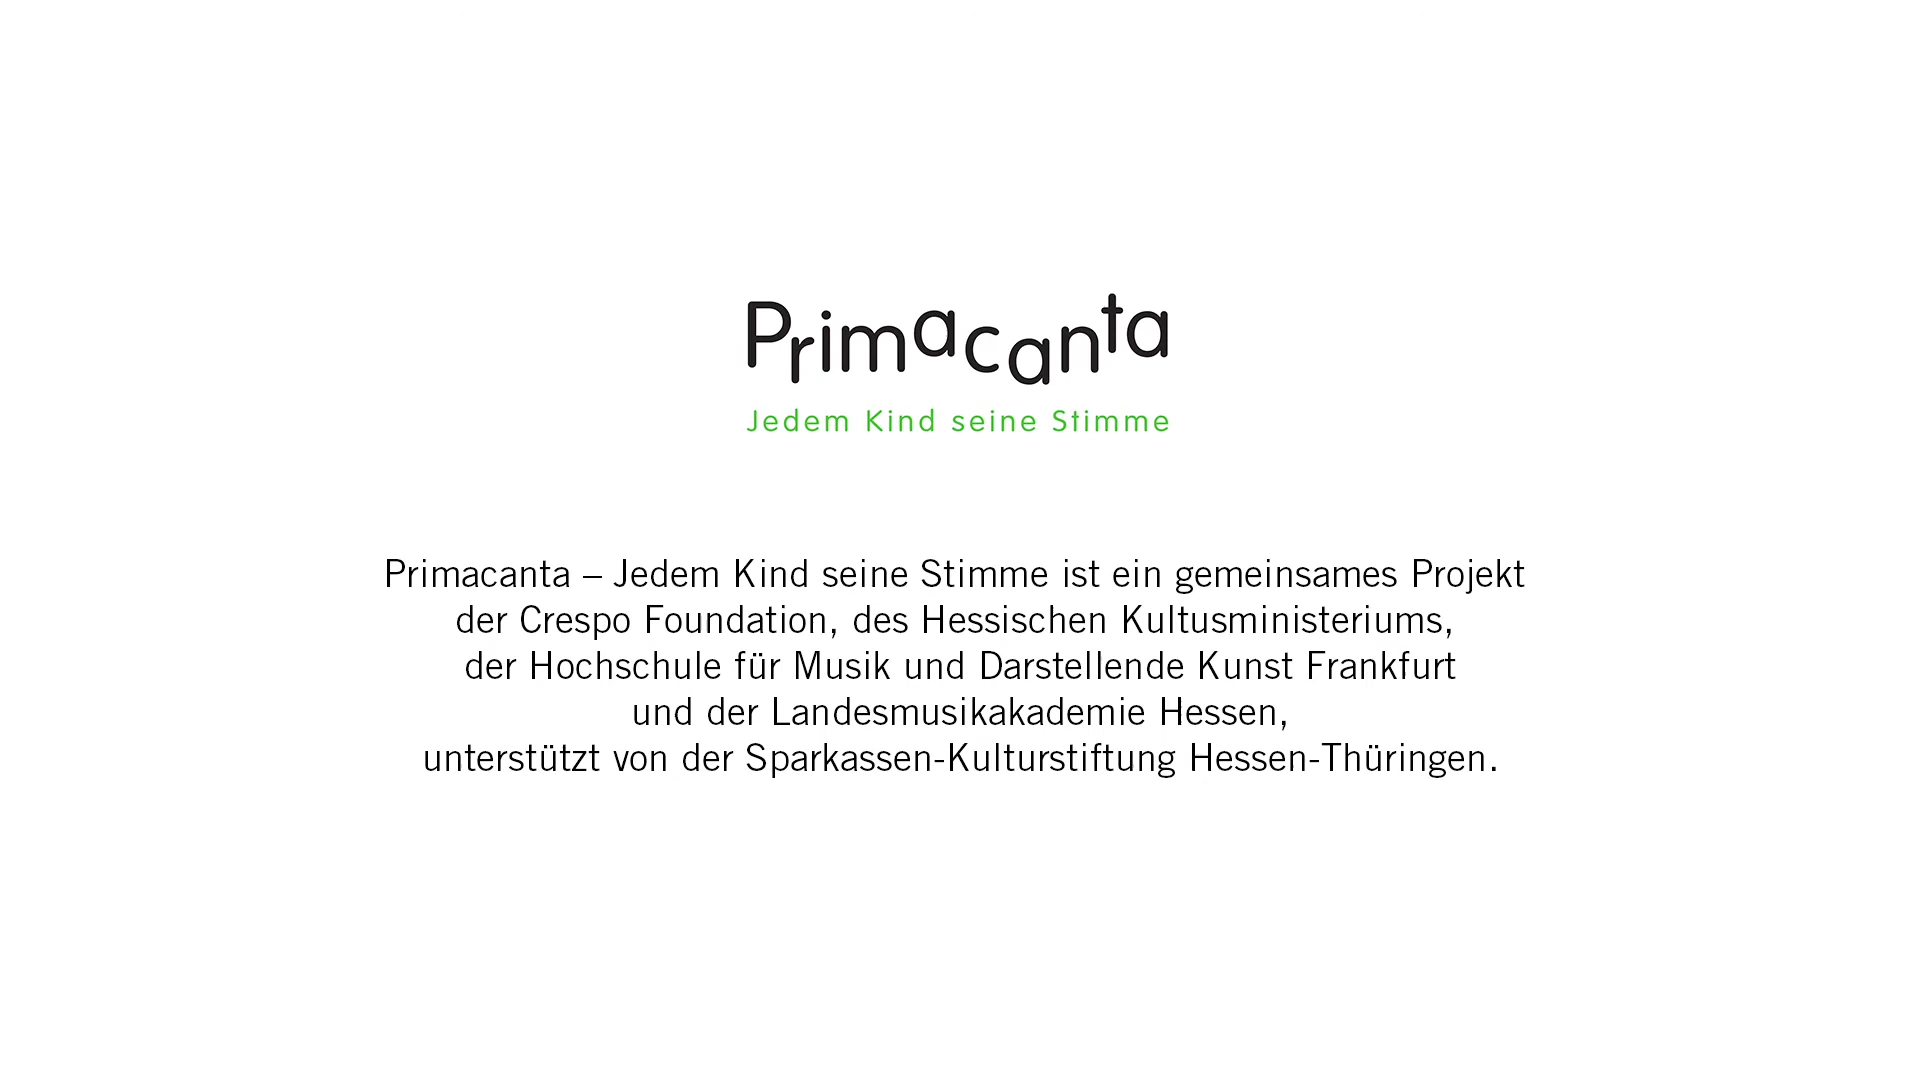 Primacanta
Jedem Kind seine Stimme
Primacanta – Jedem Kind seine Stimme ist ein gemeinsames Projekt
der Crespo Foundation, des Hessischen Kultusministeriums,
der Hochschule für Musik und Darstellende Kunst Frankfurt
und der Landesmusikakademie Hessen,
unterstützt von der Sparkassen-Kulturstiftung Hessen-Thüringen.